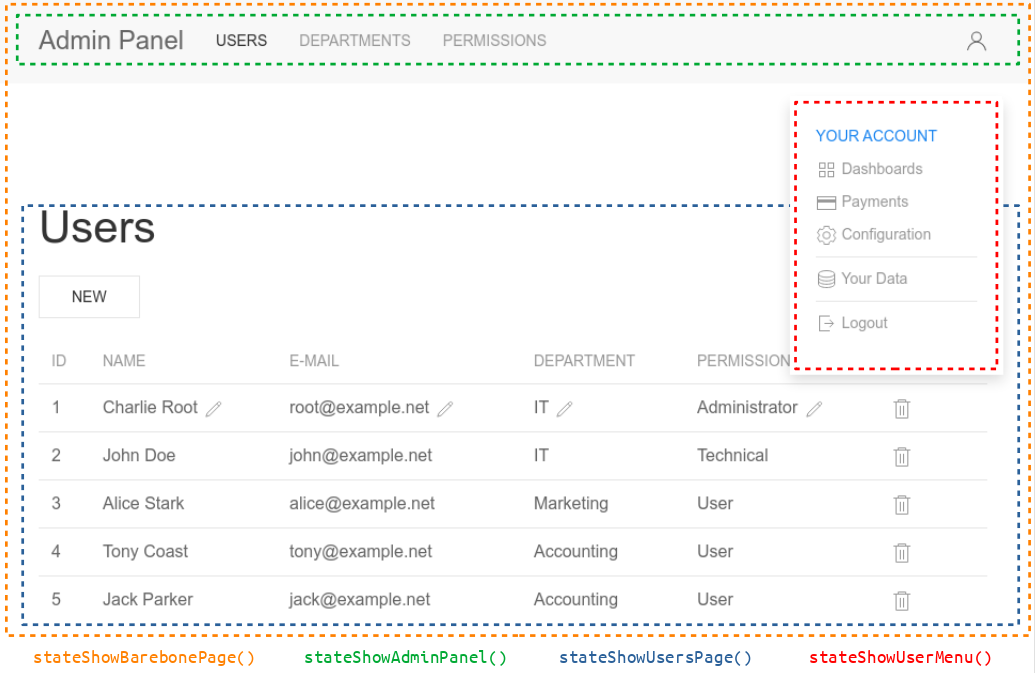 Admin Panel USERS DEPARTMENTS PERMISSIONS
YOUR ACCOUNT
Dashboards
Payments
Configuration
Your Data
Logout
Users
NEW
ID NAME E-MAIL DEPARTMENT PERMISSION
1 Charlie Root root@example.net IT Administrator
2 John Doe john@example.net IT Technical
3 Alice Stark alice@example.net Marketing User
4 Tony Coast tony@example.net Accounting User
5 Jack Parker jack@example.net Accounting User
stateShowBarebonePage() stateShowAdminPanel() stateShowUsersPage() stateShowUserMenu()